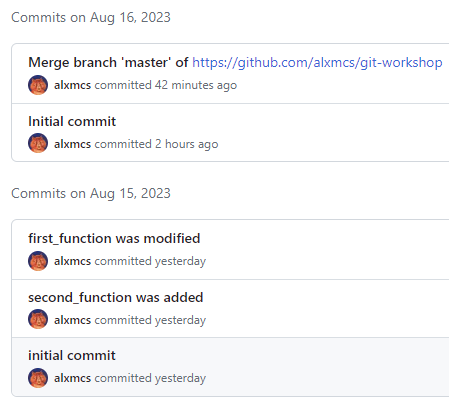 Commits on Aug 16, 2023
Merge branch 'master' of https://github.com/alxmcs/git-workshop
alxmcs committed 42 minutes ago
Initial commit
alxmcs committed 2 hours ago
Commits on Aug 15, 2023
first_function was modified
alxmcs committed yesterday
second_function was added
alxmcs committed yesterday
initial commit
alxmcs committed yesterday